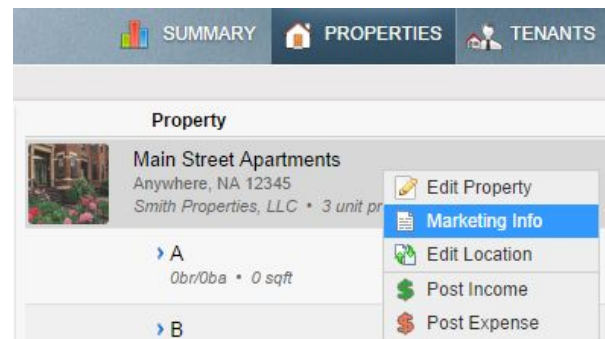 SUMMARY PROPERTIES TENANTS
Property
Main Street Apartments
Anywhere, NA 12345
Smith Properties, LLC • 3 unit pr
Edit Property
Marketing Info
Edit Location
Post Income
Post Expense
A
0br/0ba • 0 sqft
B